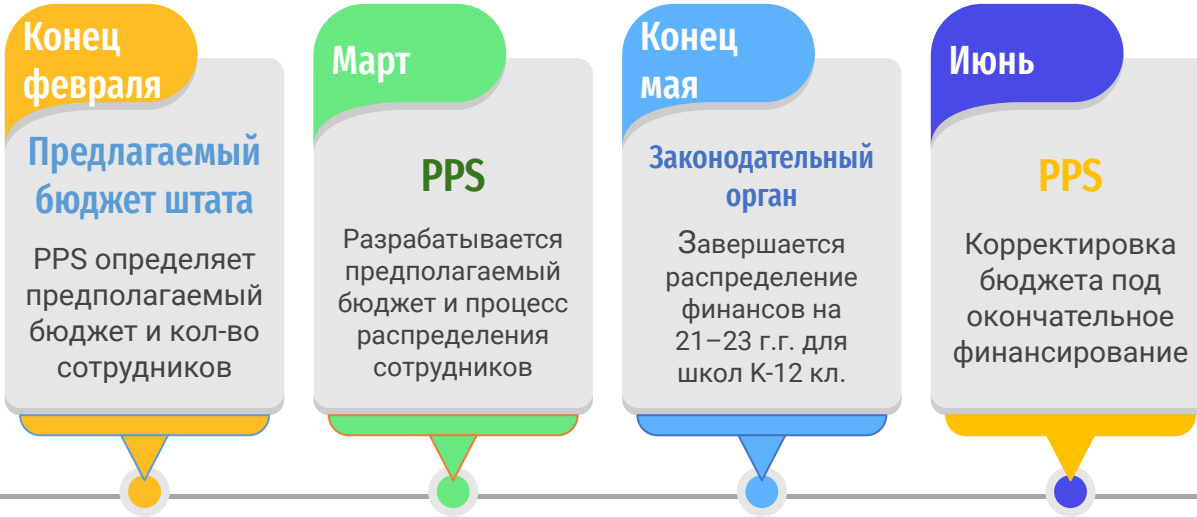 Конец
февраля
Предлагаемый
бюджет штата
PPS определяет
предполагаемый
бюджет и кол-во
сотрудников
Март
PPS
Разрабатывается
предполагаемый
бюджет и процесс
распределения
сотрудников
Конец
мая
Законодательный
орган
Завершается
распределение
финансов на
21–23 г.г. для
школ K-12 кл.
Июнь
PPS
Корректировка
бюджета под
окончательное
финансирование